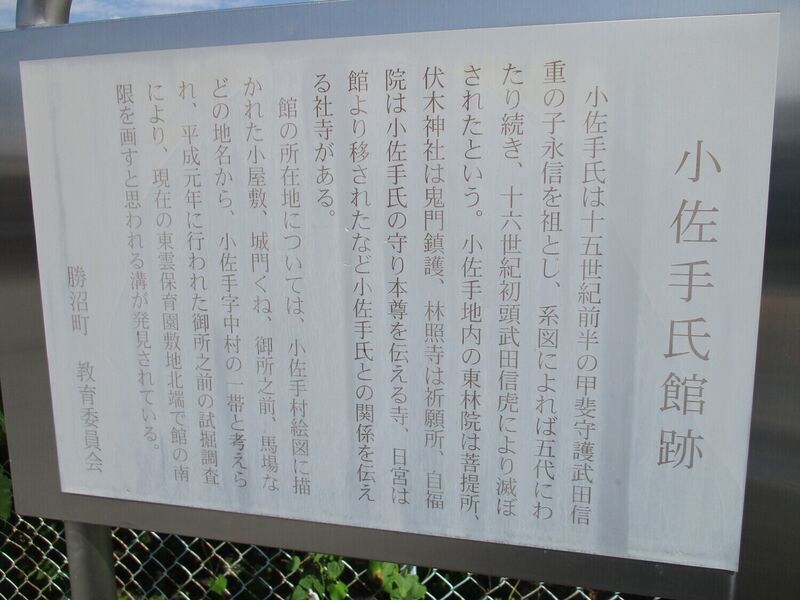 小佐手氏館跡
小佐手氏は十五世紀前半の甲斐守護武田信
重の子永信を祖とし、系図によれば五代にわ
たり続き、十六世紀初頭武田信虎により滅ぼ
されたという。小佐手地内の東林院は菩提所、
伏木神社は鬼門鎮護、林照寺は祈願所、自福
院は小佐手氏の守り本尊を伝える寺、日宮は
館より移されたなど小佐手氏との関係を伝え
る社寺がある。
館の所在地については、小佐手村絵図に描
かれた小屋敷、城門くね、御所之前、馬場な
どの地名から、小佐手字中村の一帯と考えら
れ、平成元年に行われた御所之前の試掘調査
により、現在の東雲保育園敷地北端で館の南
限を画すと思われる溝が発見されている。
勝沼町 教育委員会